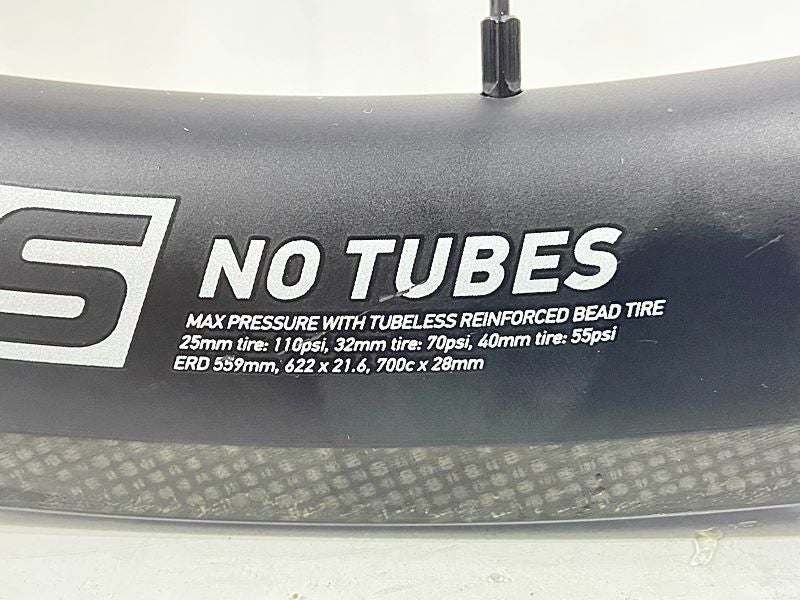 S
NO TUBES
MAX PRESSURE WITH TUBELESS REINFORCED BEAD TIRE
25mm tire: 110psi, 32mm tire: 70psi, 40mm tire: 55psi
ERD 559mm, 622 x 21.6, 700c x 28mm